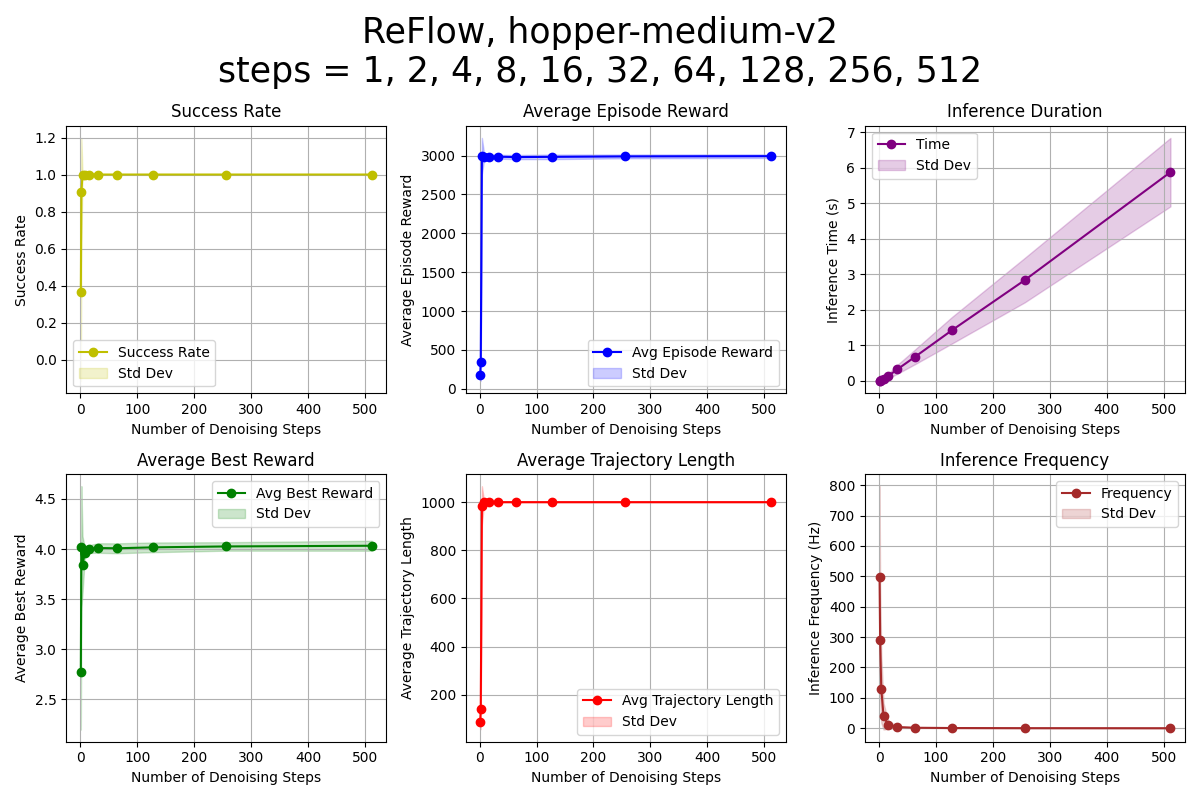 ReFlow, hopper-medium-v2
steps = 1, 2, 4, 8, 16, 32, 64, 128, 256, 512
Success Rate
1.2
1.0
0.8
0.6
0.4
0.2
0.0
Success Rate
Success Rate
Std Dev
0 100 200 300 400 500
Number of Denoising Steps
Average Episode Reward
3000
2500
2000
1500
1000
500
0
Average Episode Reward
Avg Episode Reward
Std Dev
0 100 200 300 400 500
Number of Denoising Steps
Inference Duration
7
6
5
4
3
2
1
0
Inference Time (s)
Time
Std Dev
0 100 200 300 400 500
Number of Denoising Steps
Average Best Reward
4.5
4.0
3.5
3.0
2.5
Average Best Reward
Avg Best Reward
Std Dev
0 100 200 300 400 500
Number of Denoising Steps
Average Trajectory Length
1000
800
600
400
200
Average Trajectory Length
Avg Trajectory Length
Std Dev
0 100 200 300 400 500
Number of Denoising Steps
Inference Frequency
800
700
600
500
400
300
200
100
0
Inference Frequency (Hz)
Frequency
Std Dev
0 100 200 300 400 500
Number of Denoising Steps